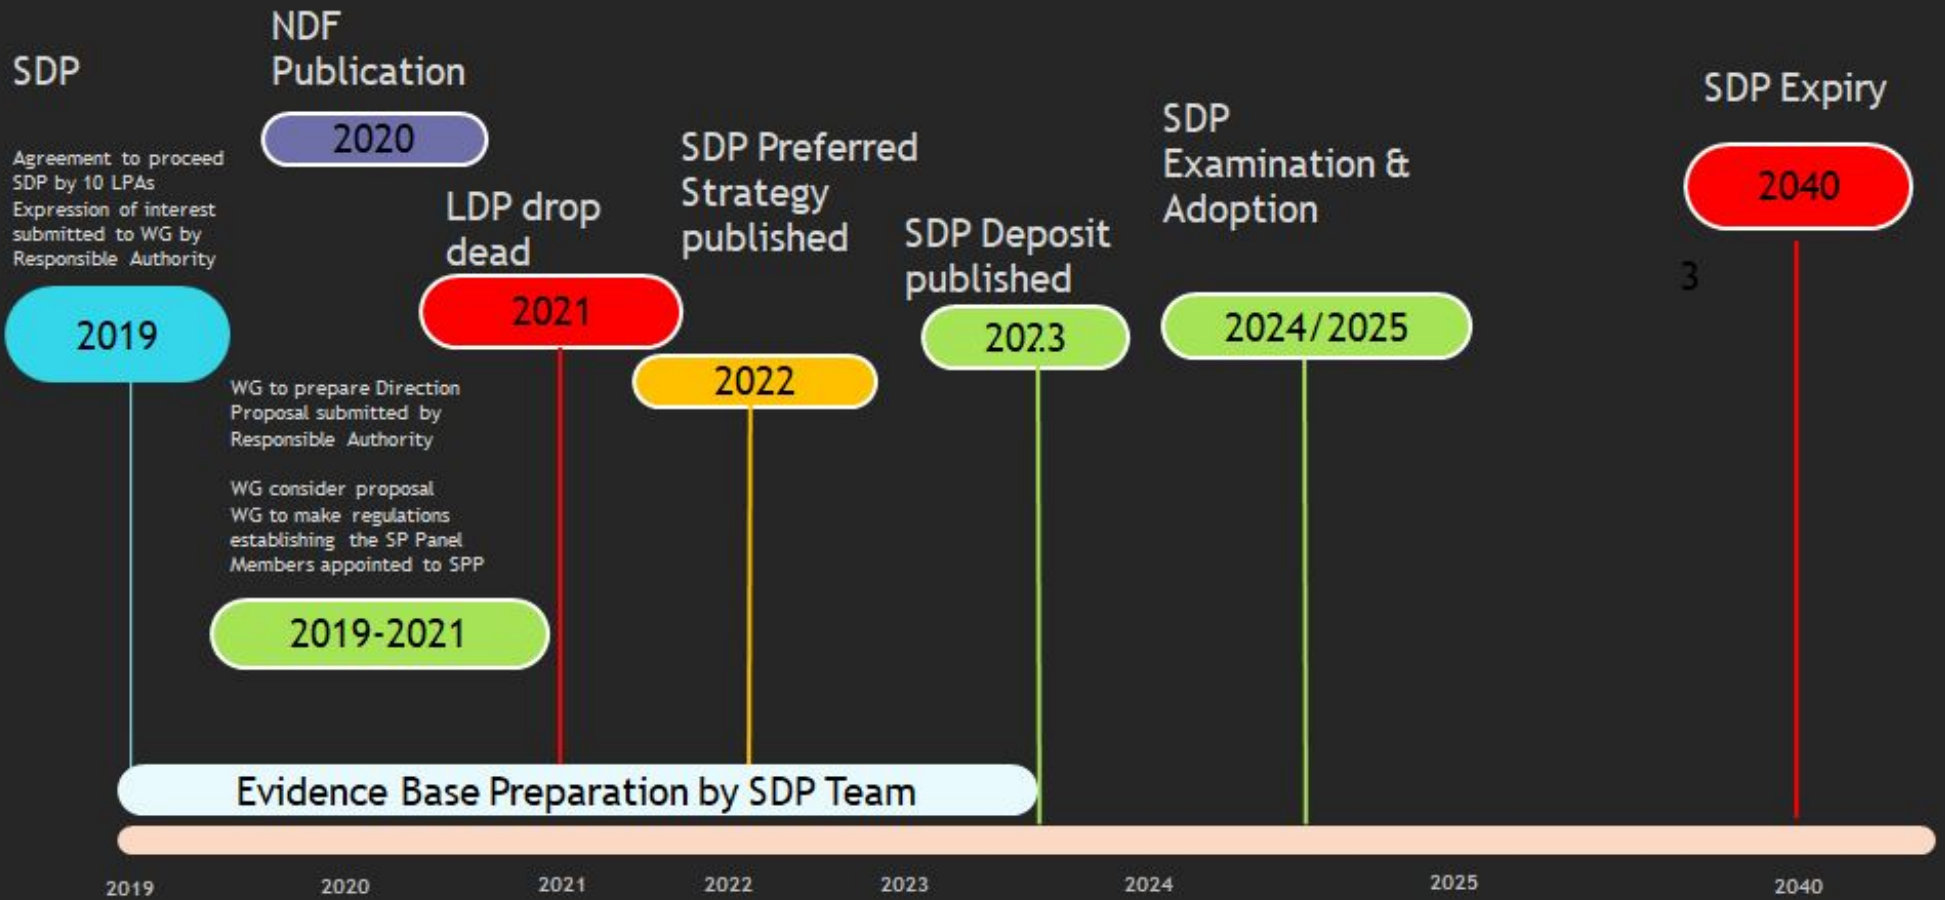 SDP
Agreement to proceed
SDP by 10 LPAs
Expression of interest
submitted to WG by
Responsible Authority
2019
NDF
Publication
2020
WG to prepare Direction
Proposal submitted by
Responsible Authority
WG consider proposal
WG to make regulations
establishing the SP Panel
Members appointed to SPP
2019-2021
LDP drop
dead
2021
SDP Preferred
Strategy
published
2022
SDP Deposit
published
2023
SDP
Examination &
Adoption
2024/2025
SDP Expiry
2040
3
Evidence Base Preparation by SDP Team
2019
2020
2021
2022
2023
2024
2025
2040